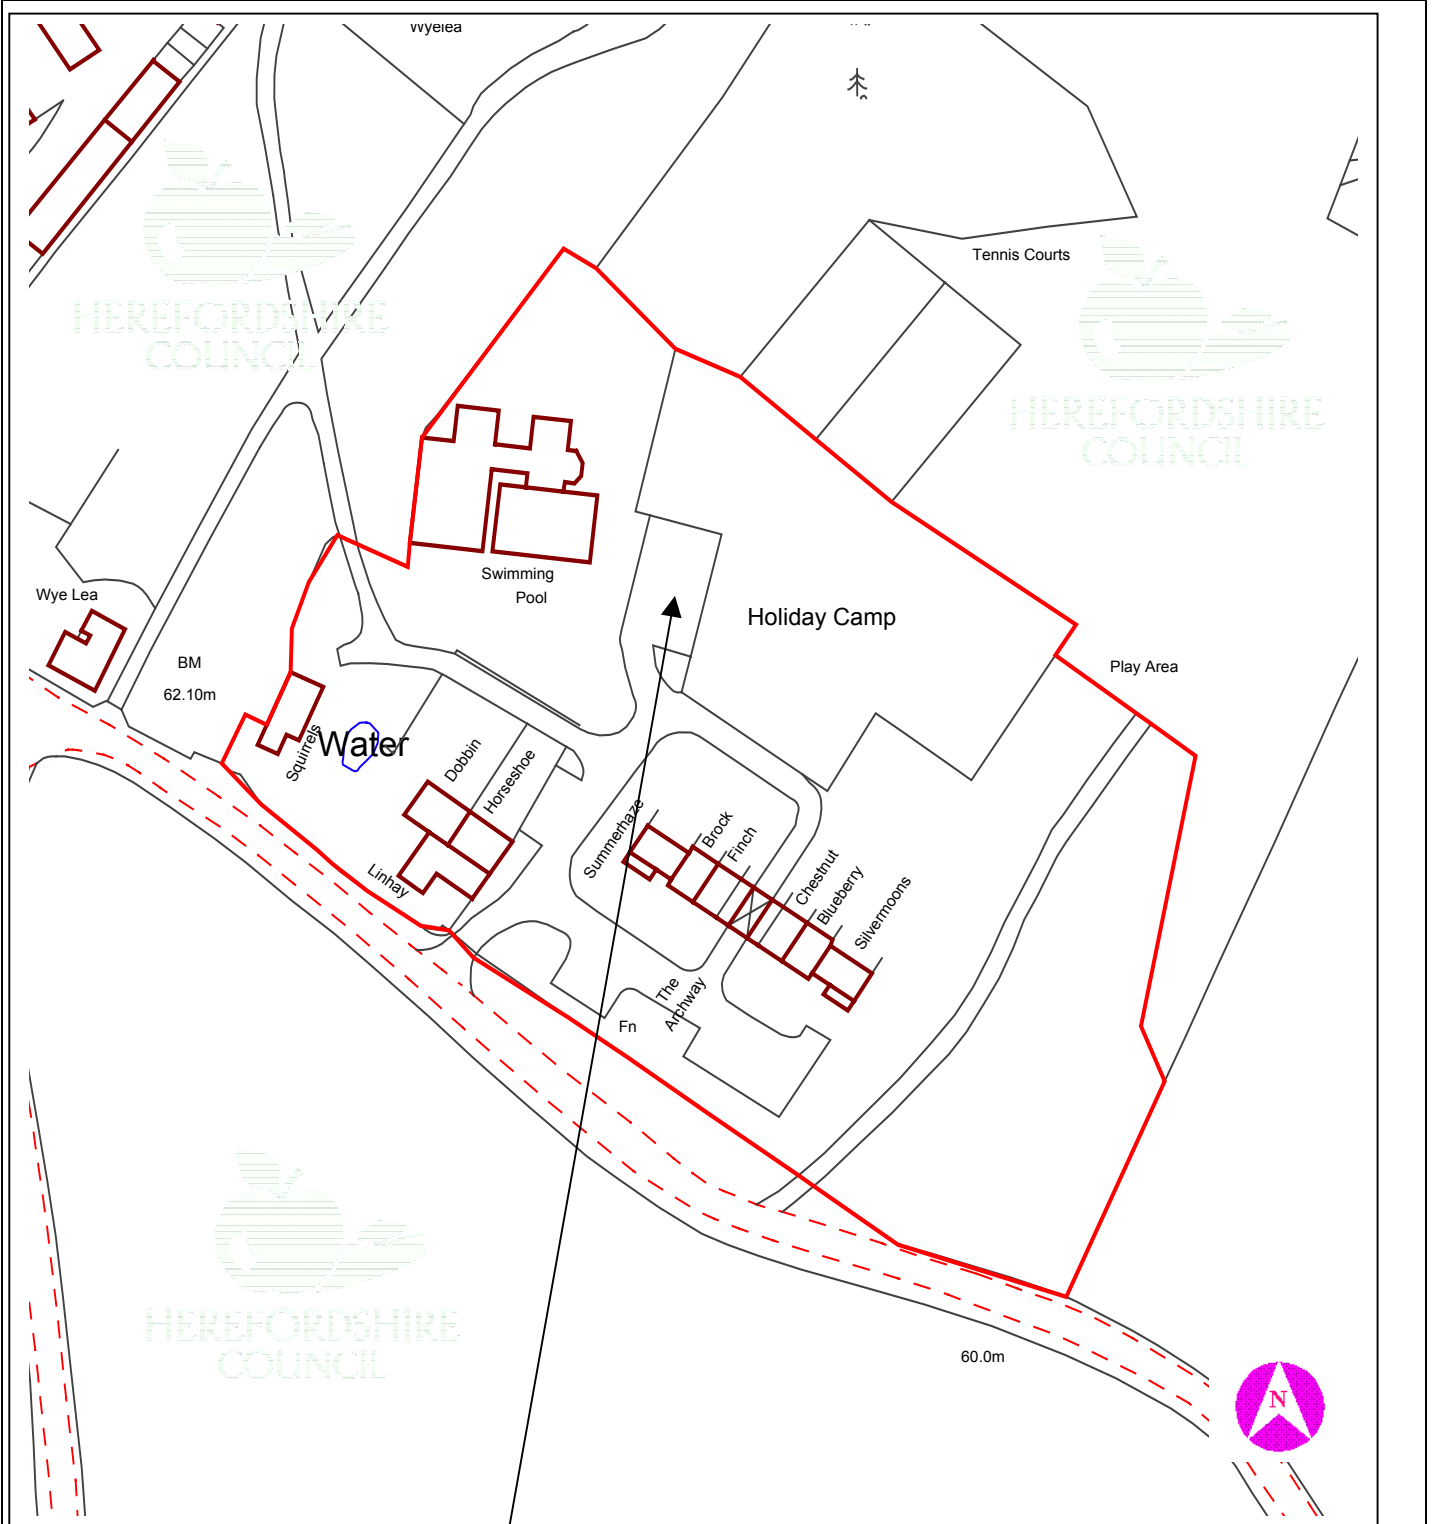 Wyelea
HEREFORDSHIRE
COUNCIL
Tennis Courts
HEREFORDSHIRE
COUNCIL
Swimming
Pool
Wye Lea
Holiday Camp
BM
62.10m
Play Area
Squirrels
Water
Dobbin
Horseshoe
Linhay
Summerhaze
Brock
Finch
Chestnut
Blueberry
Silvermoons
The
Archway
Fn
HEREFORDSHIRE
COUNCIL
60.0m
N